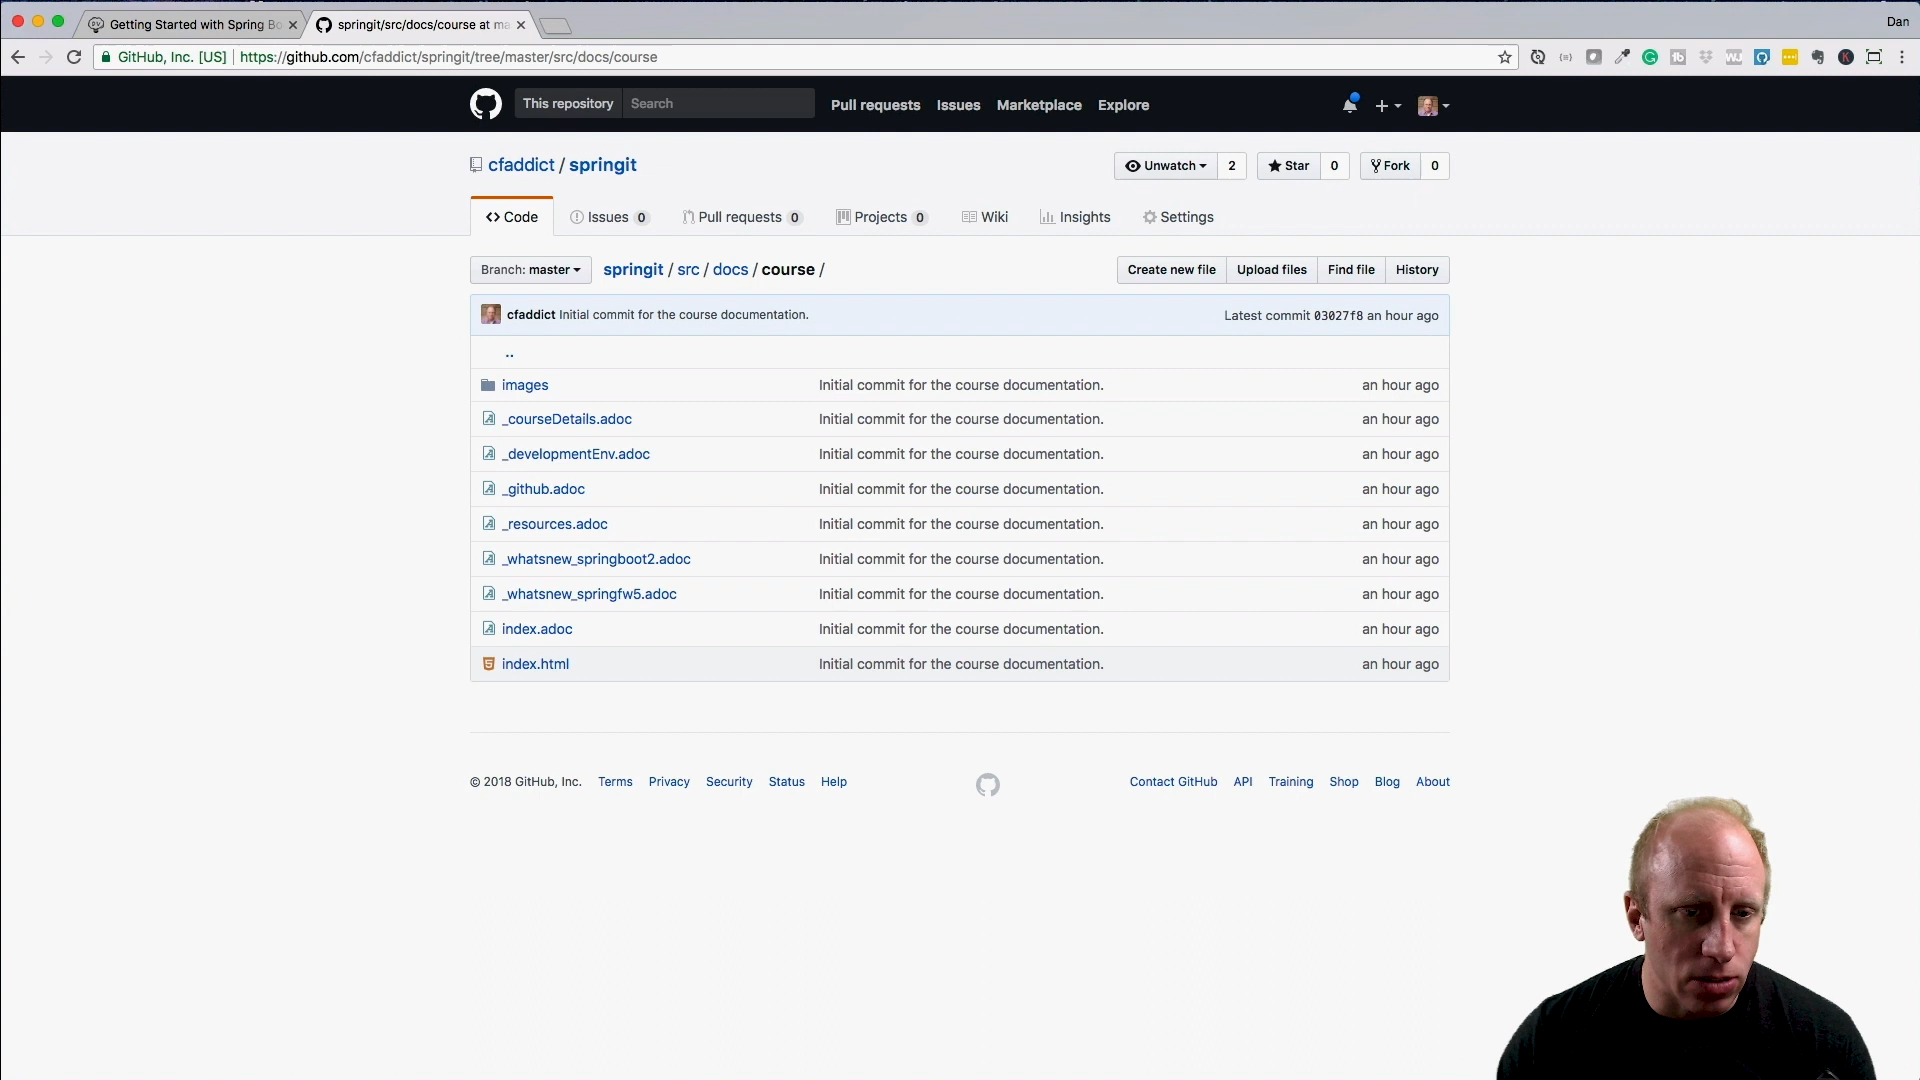 Getting Started with Spring Bo
springit/src/docs/course at ma
Dan
GitHub, Inc. [US] https://github.com/cfaddict/springit/tree/master/src/docs/course
This repository Search Pull requests Issues Marketplace Explore
cfaddict / springit
Unwatch 2 Star 0 Fork 0
Code Issues 0 Pull requests 0 Projects 0 Wiki Insights Settings
Branch: master springit / src / docs / course / Create new file Upload files Find file History
cfaddict Initial commit for the course documentation. Latest commit 03027f8 an hour ago
..
images Initial commit for the course documentation. an hour ago
_courseDetails.adoc Initial commit for the course documentation. an hour ago
_developmentEnv.adoc Initial commit for the course documentation. an hour ago
_github.adoc Initial commit for the course documentation. an hour ago
_resources.adoc Initial commit for the course documentation. an hour ago
_whatsnew_springboot2.adoc Initial commit for the course documentation. an hour ago
_whatsnew_springfw5.adoc Initial commit for the course documentation. an hour ago
index.adoc Initial commit for the course documentation. an hour ago
index.html Initial commit for the course documentation. an hour ago
© 2018 GitHub, Inc. Terms Privacy Security Status Help Contact GitHub API Training Shop Blog About